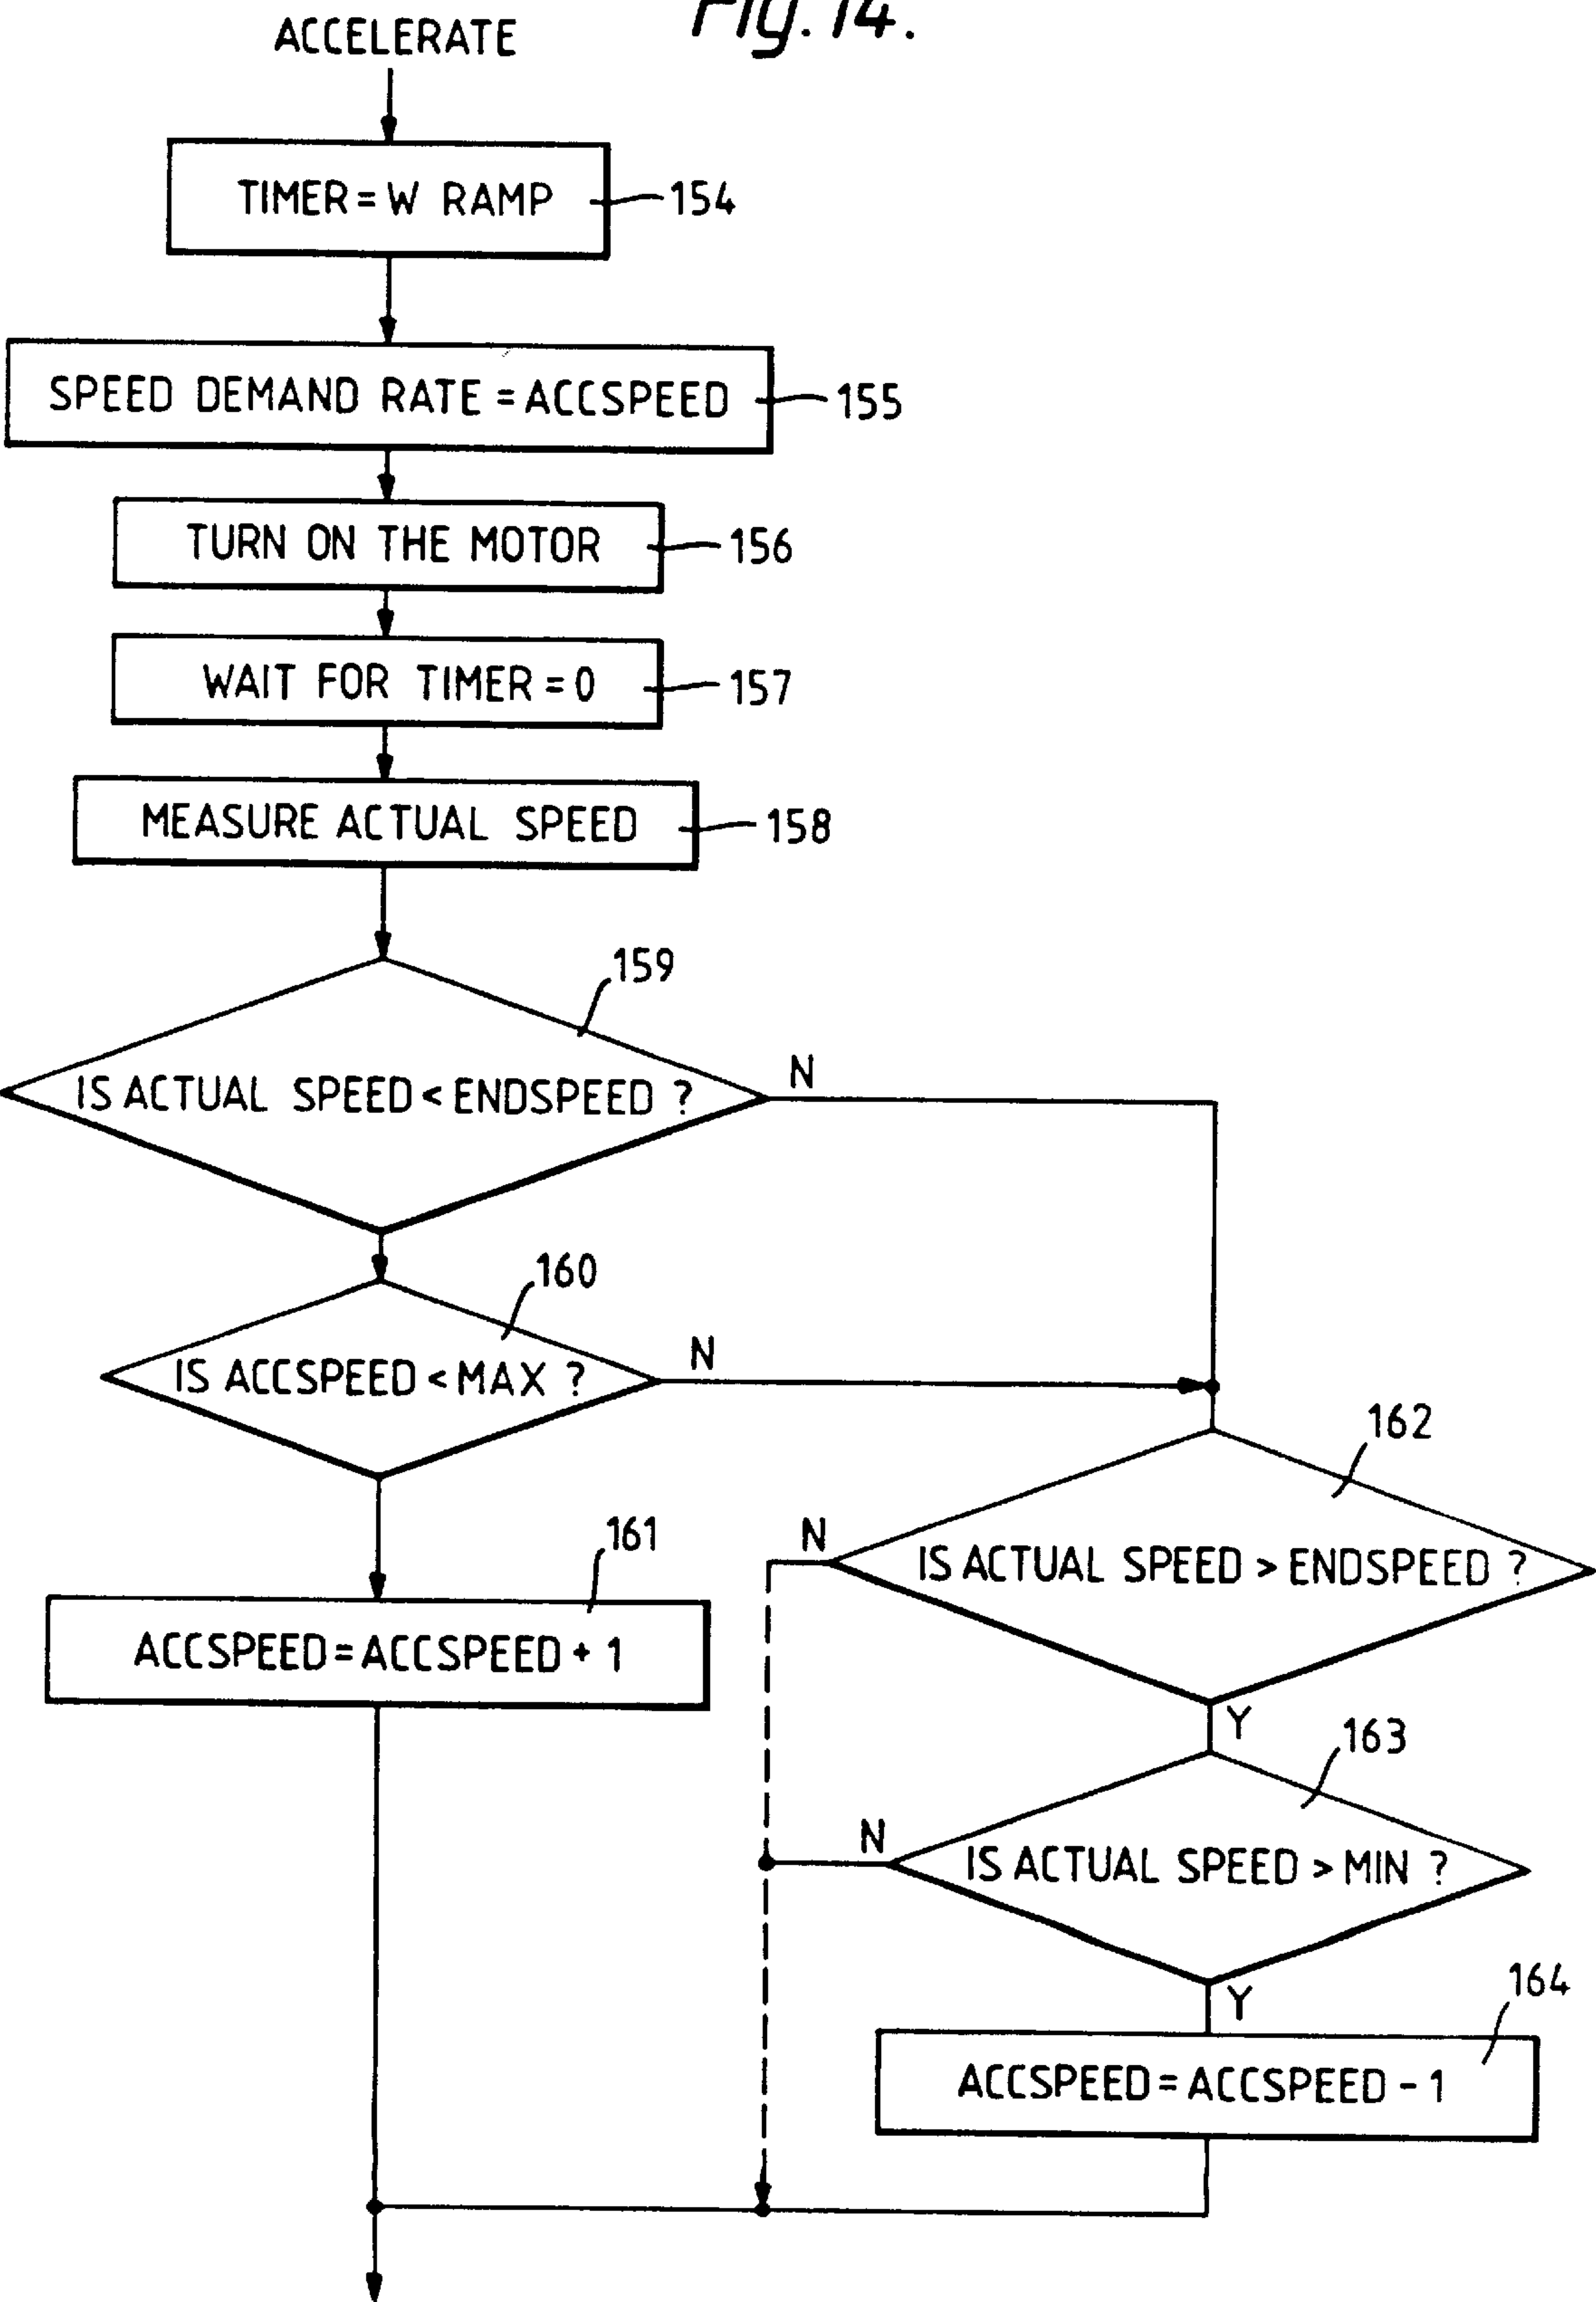 Fig. 14.
ACCELERATE
TIMER = W RAMP
154
SPEED DEMAND RATE = ACCSPEED
155
TURN ON THE MOTOR
156
WAIT FOR TIMER = 0
157
MEASURE ACTUAL SPEED
158
159
IS ACTUAL SPEED < ENDSPEED ?
N
160
IS ACCSPEED < MAX ?
N
161
ACCSPEED = ACCSPEED + 1
162
IS ACTUAL SPEED > ENDSPEED ?
N
Y
163
IS ACTUAL SPEED > MIN ?
N
Y
164
ACCSPEED = ACCSPEED - 1